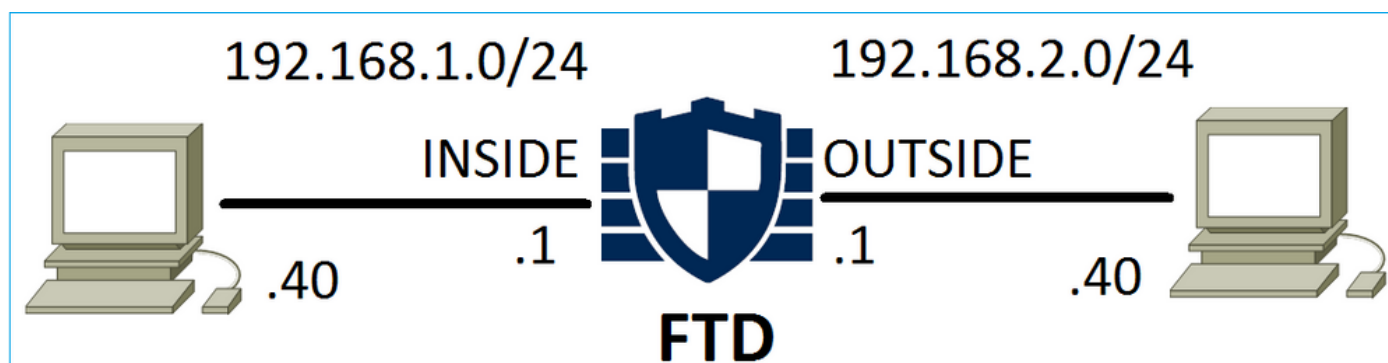 192.168.1.0/24
192.168.2.0/24
INSIDE
OUTSIDE
.40
.1
.1
.40
FTD